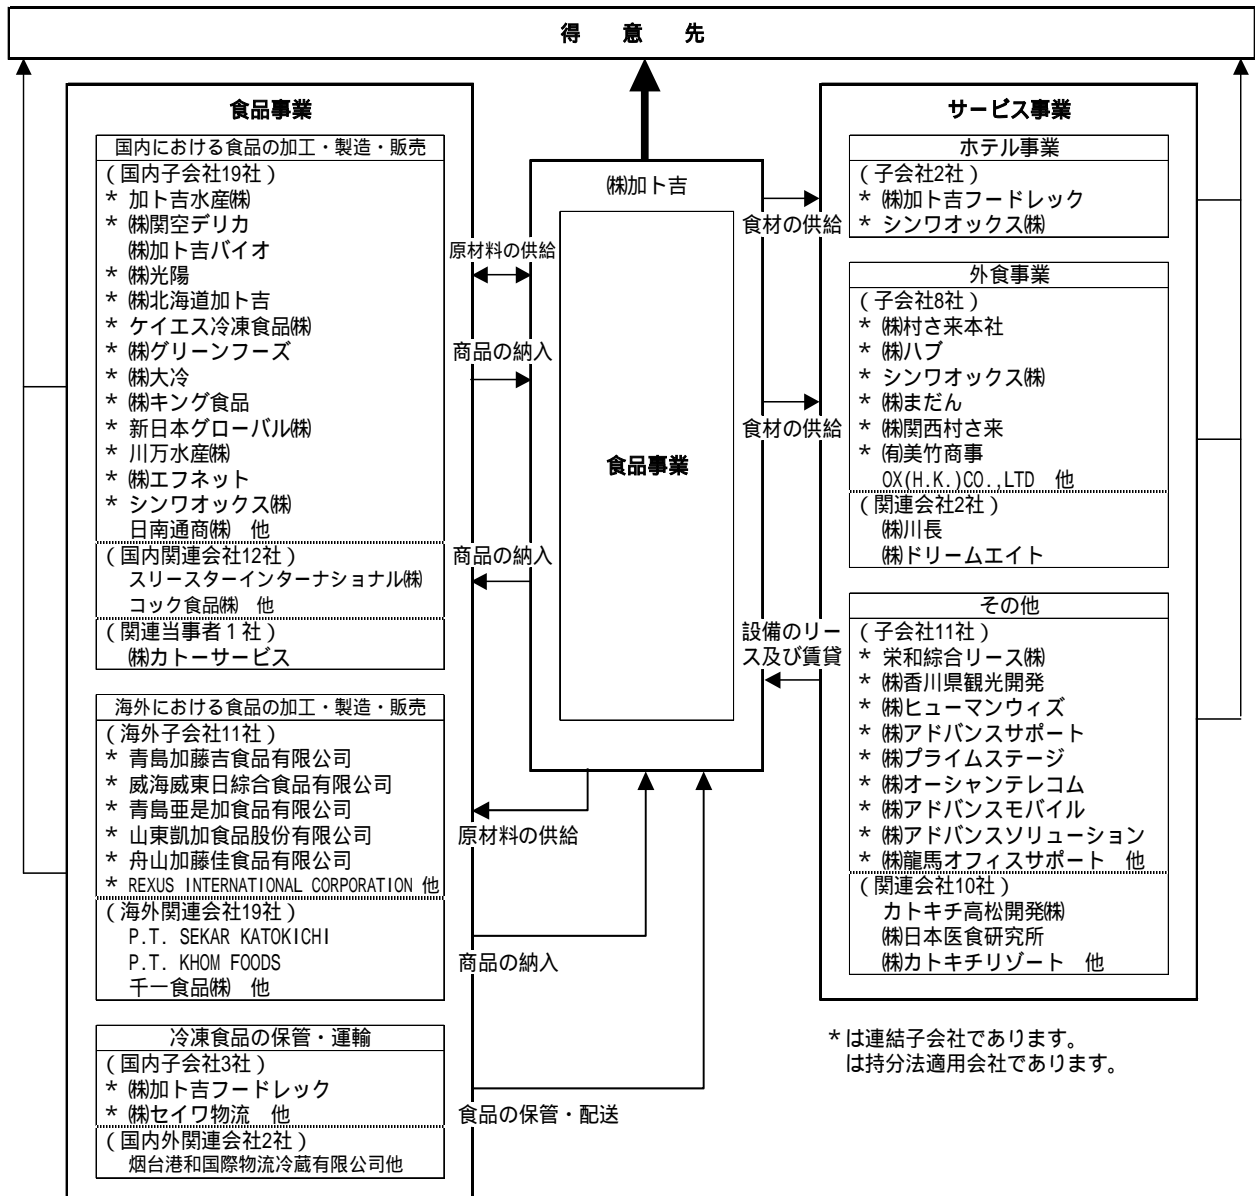 得 意 先
食品事業
国内における食品の加工・製造・販売
(国内子会社19社)
* 加ト吉水産㈱
* ㈱関空デリカ
㈱加ト吉バイオ
* ㈱光陽
* ㈱北海道加ト吉
* ケイエス冷凍食品㈱
* ㈱グリーンフーズ
* ㈱大冷
* ㈱キング食品
* 新日本グローバル㈱
* 川万水産㈱
* ㈱エフネット
* シンワオックス㈱
日南通商㈱ 他
(国内関連会社12社)
スリースターインターナショナル㈱
コック食品㈱ 他
(関連当事者1社)
㈱カトーサービス
海外における食品の加工・製造・販売
(海外子会社11社)
* 青島加藤吉食品有限公司
* 威海威東日綜合食品有限公司
* 青島亜是加食品有限公司
* 山東凱加食品股份有限公司
* 舟山加藤佳食品有限公司
* REXUS INTERNATIONAL CORPORATION 他
(海外関連会社19社)
P.T. SEKAR KATOKICHI
P.T. KHOM FOODS
千一食品㈱ 他
冷凍食品の保管・運輸
(国内子会社3社)
* ㈱加ト吉フードレック
* ㈱セイワ物流 他
(国内外関連会社2社)
烟台港和国際物流冷蔵有限公司他
原材料の供給
商品の納入
商品の納入
原材料の供給
商品の納入
食品の保管・配送
㈱加ト吉
食品事業
食材の供給
食材の供給
設備のリー
ス及び賃貸
サービス事業
ホテル事業
(子会社2社)
* ㈱加ト吉フードレック
* シンワオックス㈱
外食事業
(子会社8社)
* ㈱村さ来本社
* ㈱ハブ
* シンワオックス㈱
* ㈱まだん
* ㈱関西村さ来
* ㈲美竹商事
OX(H.K.)CO.,LTD 他
(関連会社2社)
㈱川長
㈱ドリームエイト
その他
(子会社11社)
* 栄和綜合リース㈱
* ㈱香川県観光開発
* ㈱ヒューマンウィズ
* ㈱アドバンスサポート
* ㈱プライムステージ
* ㈱オーシャンテレコム
* ㈱アドバンスモバイル
* ㈱アドバンスソリューション
* ㈱龍馬オフィスサポート 他
(関連会社10社)
カトキチ高松開発㈱
㈱日本医食研究所
㈱カトキチリゾート 他
*は連結子会社であります。
は持分法適用会社であります。